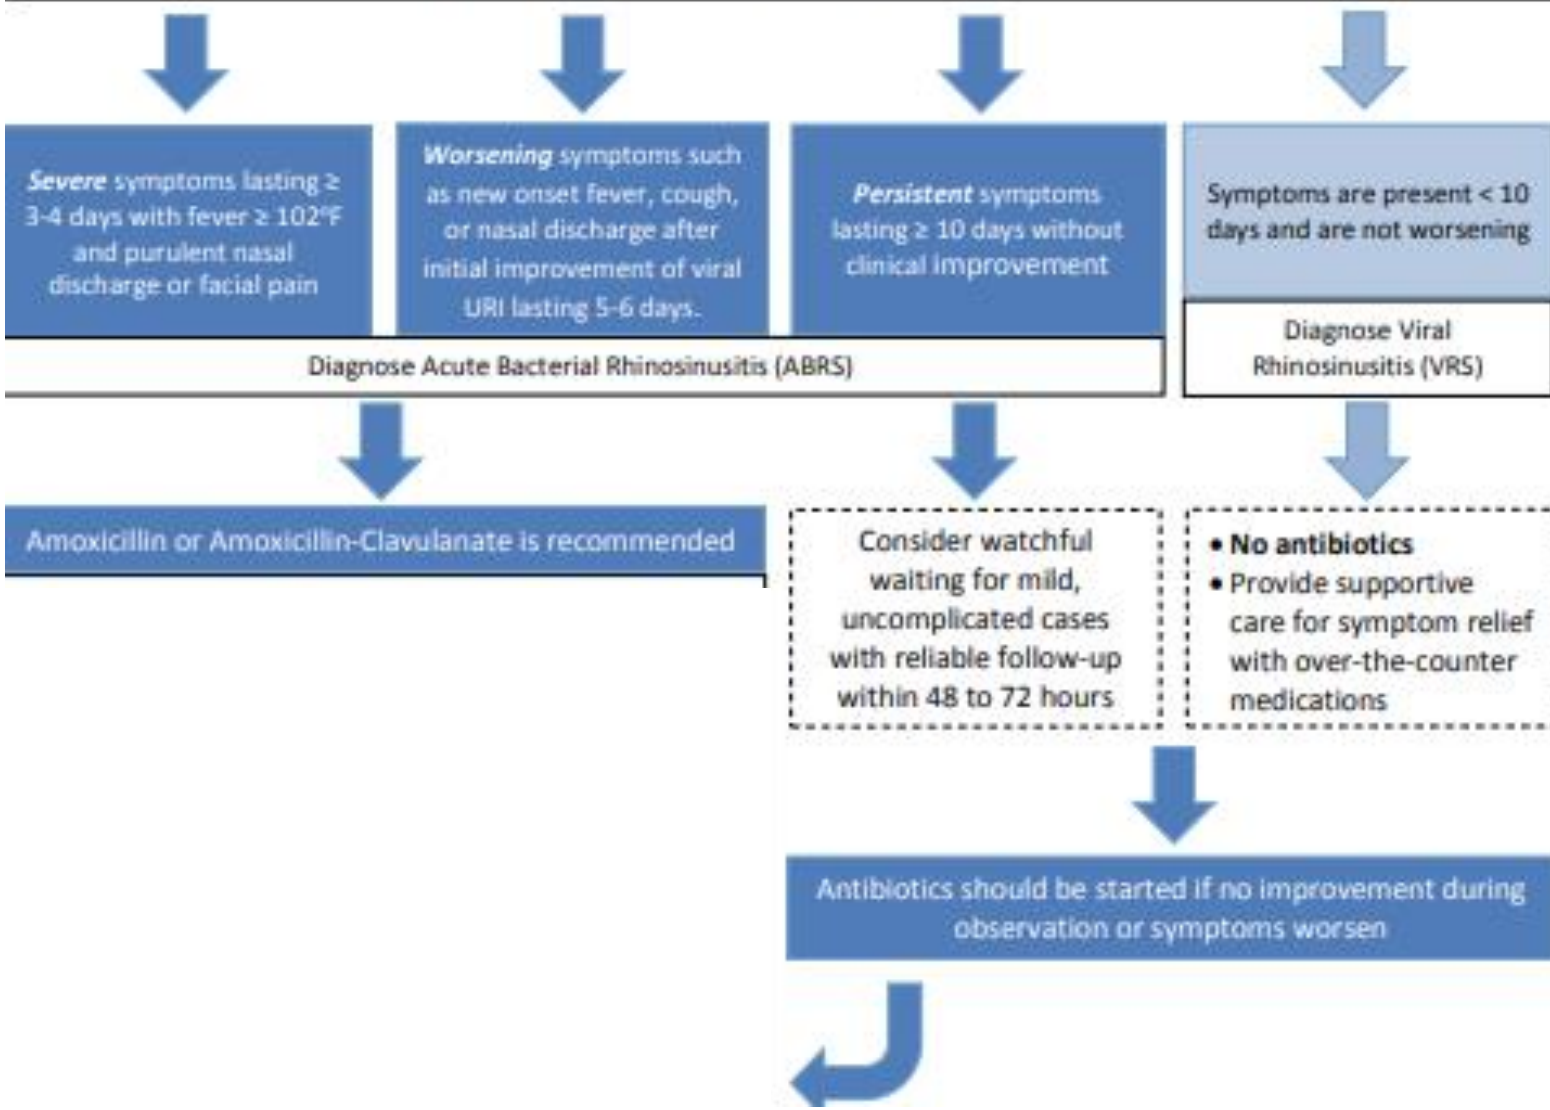 Severe symptoms lasting ≥
3-4 days with fever ≥ 102°F
and purulent nasal
discharge or facial pain
Worsening symptoms such
as new onset fever, cough,
or nasal discharge after
initial improvement of viral
URI lasting 5-6 days.
Persistent symptoms
lasting ≥ 10 days without
clinical improvement
Symptoms are present < 10
days and are not worsening
Diagnose Acute Bacterial Rhinosinusitis (ABRS)
Diagnose Viral
Rhinosinusitis (VRS)
Amoxicillin or Amoxicillin-Clavulanate is recommended
Consider watchful
waiting for mild,
uncomplicated cases
with reliable follow-up
within 48 to 72 hours
• No antibiotics
• Provide supportive
care for symptom relief
with over-the-counter
medications
Antibiotics should be started if no improvement during
observation or symptoms worsen